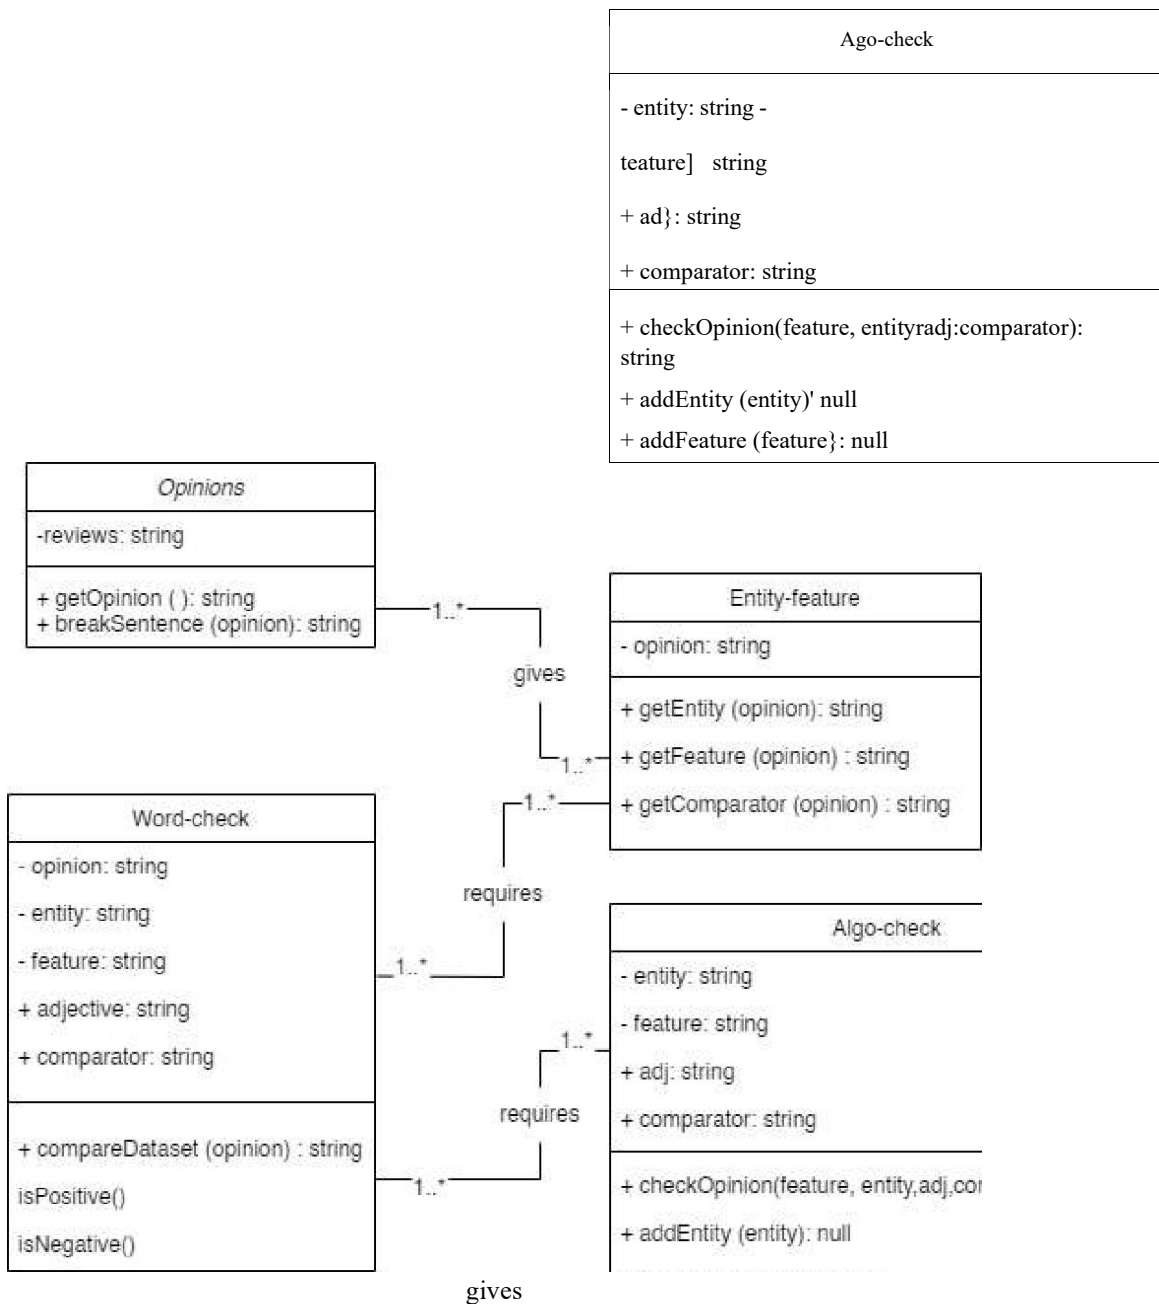 Ago-check
- entity: string -
teature] string
+ ad}: string
+ comparator: string
+ checkOpinion(feature, entityradj:comparator):
string
+ addEntity (entity)' null
+ addFeature (feature}: null
Opinions
-reviews: string
+ getOpinion ( ): string
+ breakSentence (opinion): string
1..*
gives
1..*
Entity-feature
- opinion: string
+ getEntity (opinion): string
+ getFeature (opinion) : string
+ getComparator (opinion) : string
Word-check
- opinion: string
- entity: string
- feature: string
+ adjective: string
+ comparator: string
+ compareDataset (opinion) : string
isPositive()
isNegative()
1..*
requires
1..*
1..*
requires
1..*
Algo-check
- entity: string
- feature: string
+ adj: string
+ comparator: string
+ checkOpinion(feature, entity,adj,cor
+ addEntity (entity): null
gives